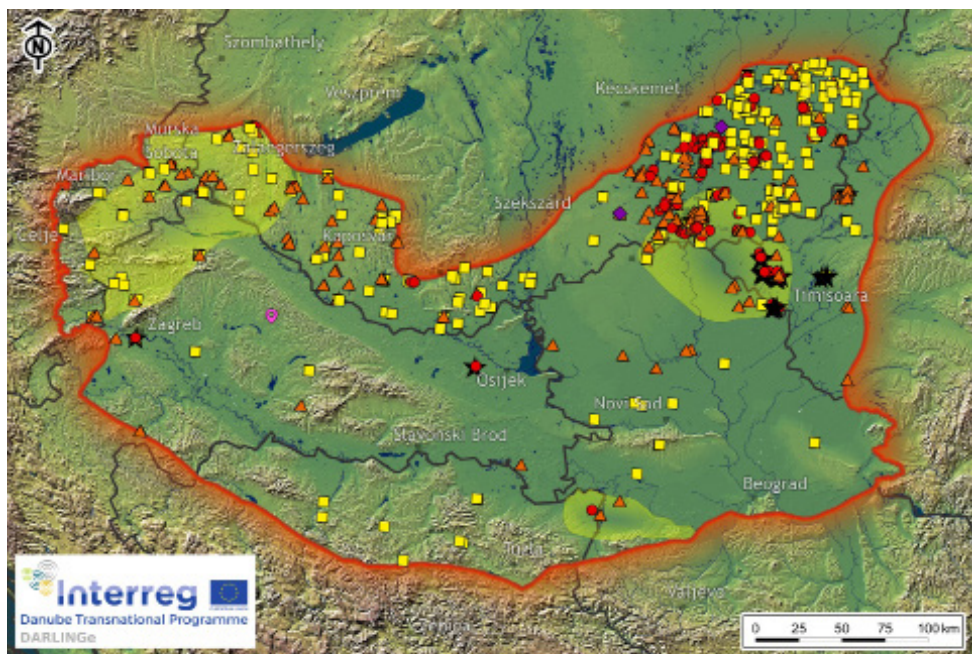 N
Szombathely
Veszprém
Kecskemét
Murska
Sobota
Zalaegerszeg
Maribor
Szekszárd
Celje
Kaposvár
Timisoara
Zagreb
Osijek
Novi Sad
Slavonski Brod
Beograd
Tuzla
Valjevo
Interreg
Danube Transnational Programme
DARLINGe
0 25 50 75 100 km